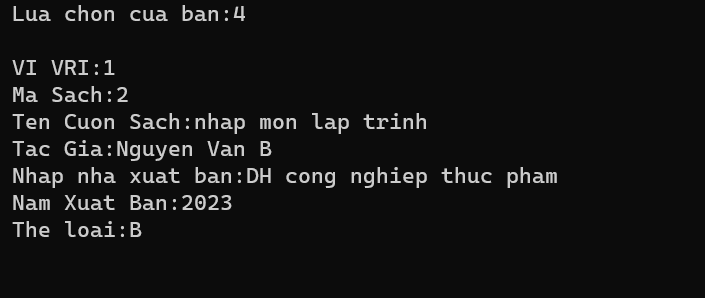 Lua chon cua ban:4
VI VRI:1
Ma Sach:2
Ten Cuon Sach:nhap mon lap trinh
Tac Gia:Nguyen Van B
Nhap nha xuat ban:DH cong nghiep thuc pham
Nam Xuat Ban:2023
The loai:B